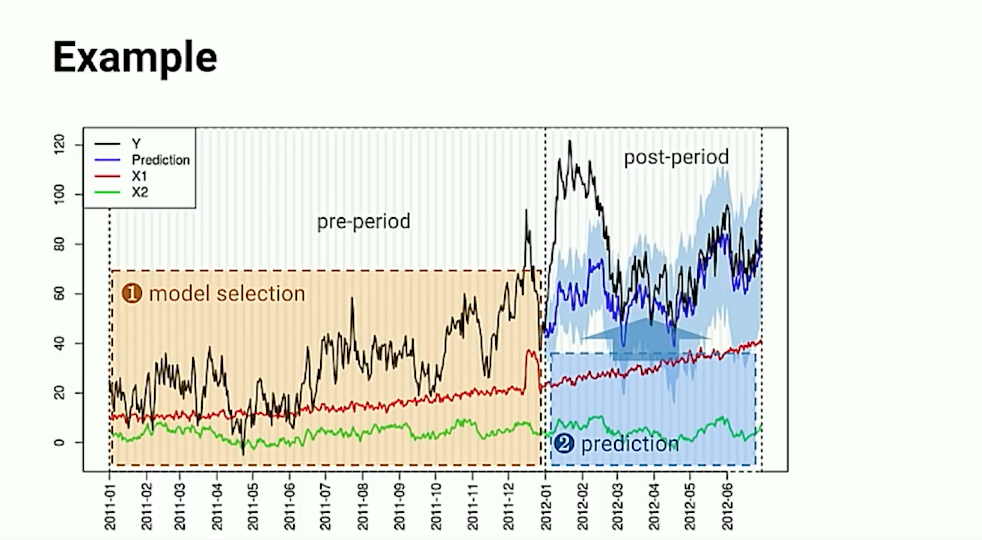 Example
Y
Prediction
X1
X2
pre-period
post-period
1 model selection
2 prediction
120
100
80
60
40
20
0
2011-01
2011-02
2011-03
2011-04
2011-05
2011-06
2011-07
2011-08
2011-09
2011-10
2011-11
2011-12
2012-01
2012-02
2012-03
2012-04
2012-05
2012-06